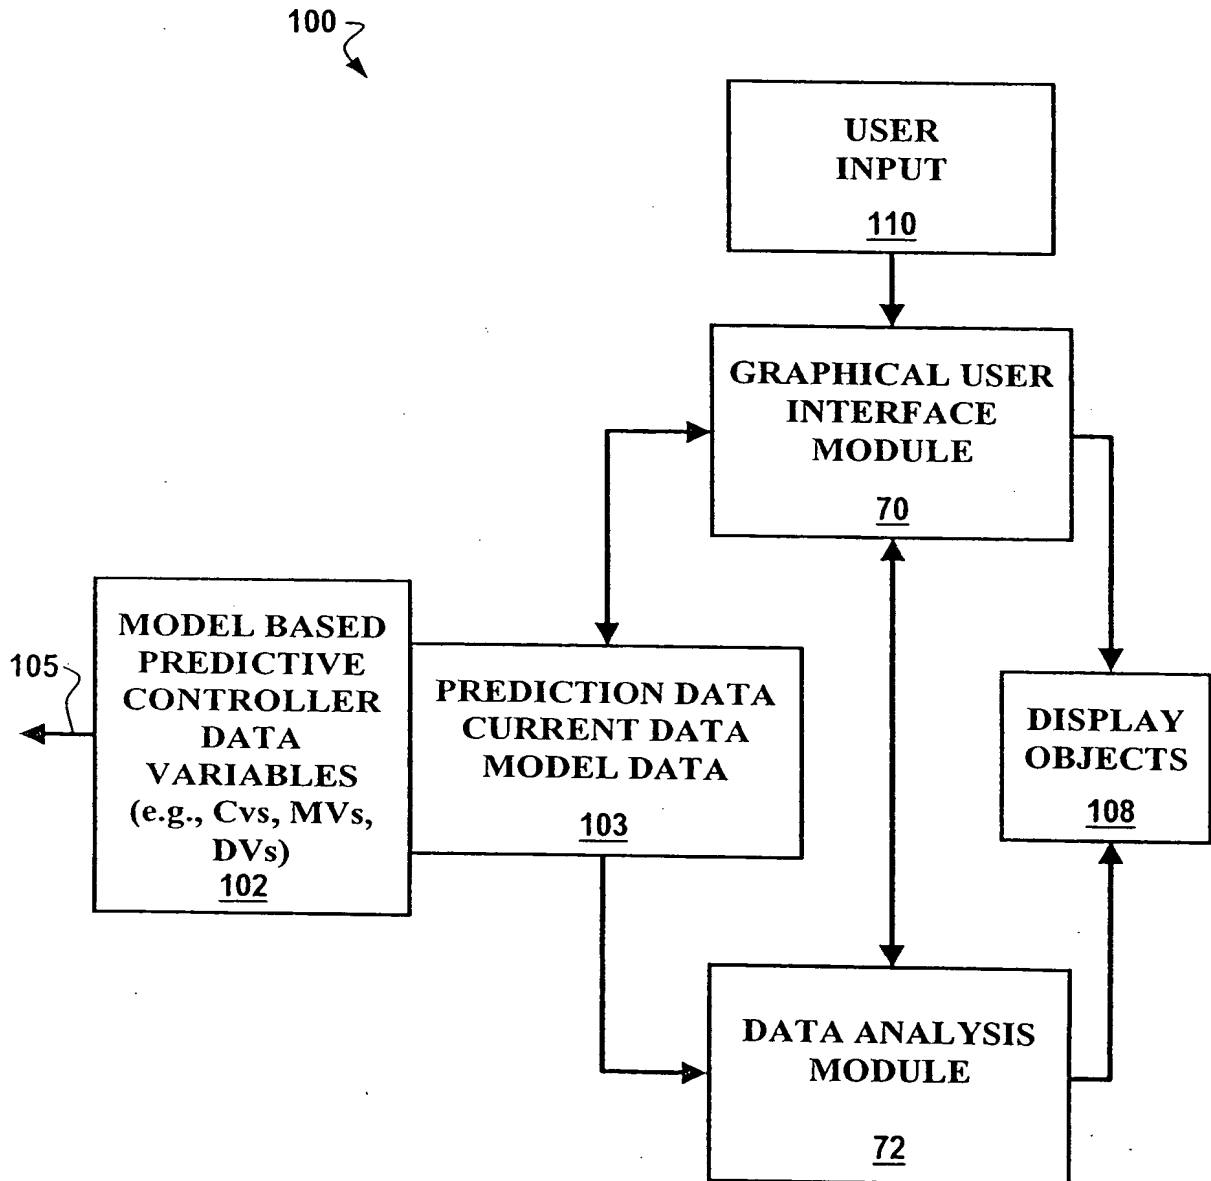 100
USER
INPUT
110
GRAPHICAL USER
INTERFACE
MODULE
70
MODEL BASED
PREDICTIVE
CONTROLLER
DATA
VARIABLES
(e.g., Cvs, MVs,
DVs)
102
105
PREDICTION DATA
CURRENT DATA
MODEL DATA
103
DISPLAY
OBJECTS
108
DATA ANALYSIS
MODULE
72